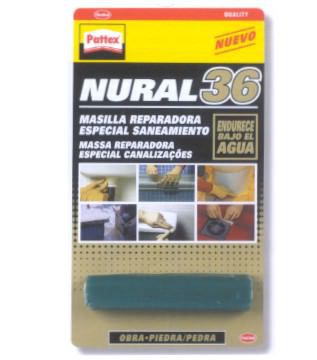 QUALITY
Pattex
NUEVO
NURAL 36
MASILLA REPARADORA
ESPECIAL SANEAMIENTO
MASSA REPARADORA
ESPECIAL CANALIZAÇÕES
ENDURECE
BAJO EL
AGUA
OBRA·PIEDRA/PEDRA